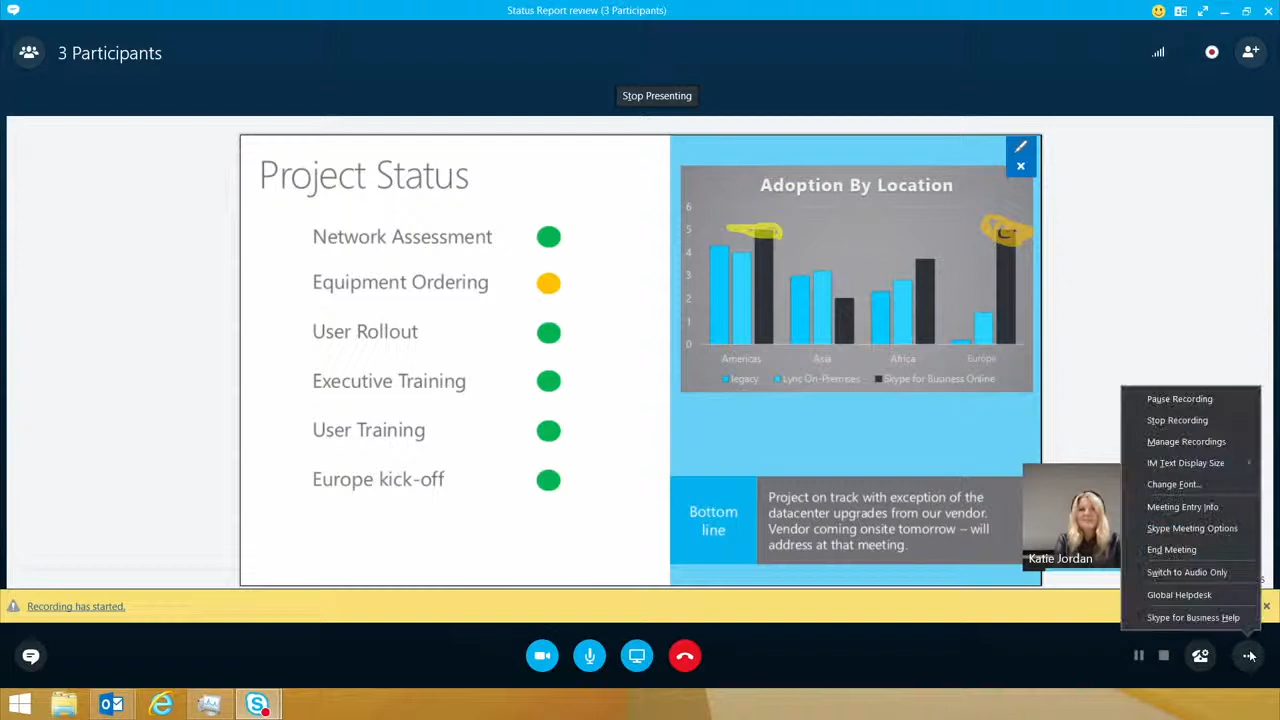 Status Report review (3 Participants)
3 Participants
Stop Presenting
Project Status
Network Assessment
Equipment Ordering
User Rollout
Executive Training
User Training
Europe kick-off
Adoption By Location
6
5
4
3
2
1
0
Americas Asia Africa Europe
legacy Lync On-Premises Skype for Business Online
Bottom
line
Project on track with exception of the
datacenter upgrades from our vendor.
Vendor coming onsite tomorrow – will
address at that meeting.
Katie Jordan
Pause Recording
Stop Recording
Manage Recordings
IM Text Display Size
Change Font...
Meeting Entry Info
Skype Meeting Options
End Meeting
Switch to Audio Only
Global Helpdesk
Skype for Business Help
Recording has started.